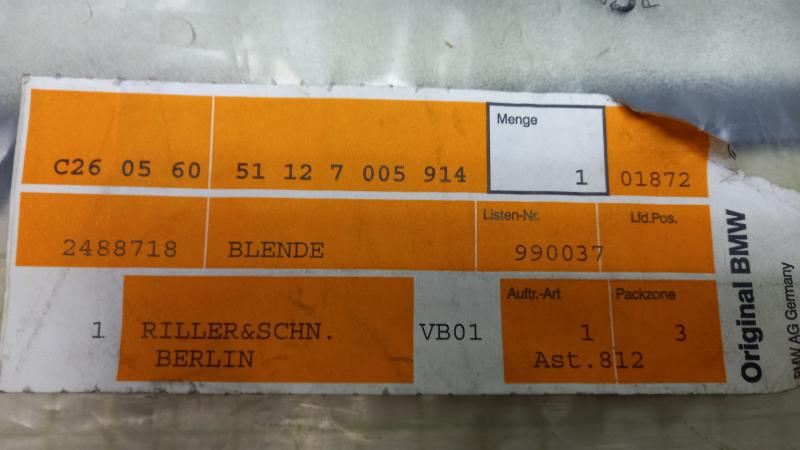 Menge
C26 05 60 51 12 7 005 914 1 01872
Listen-Nr. Lfd.Pos.
2488718 BLENDE 990037
Auftr.-Art Packzone
1 RILLER&SCHN. VB01 1 3
BERLIN Ast.812
Original BMW
BMW AG Germany